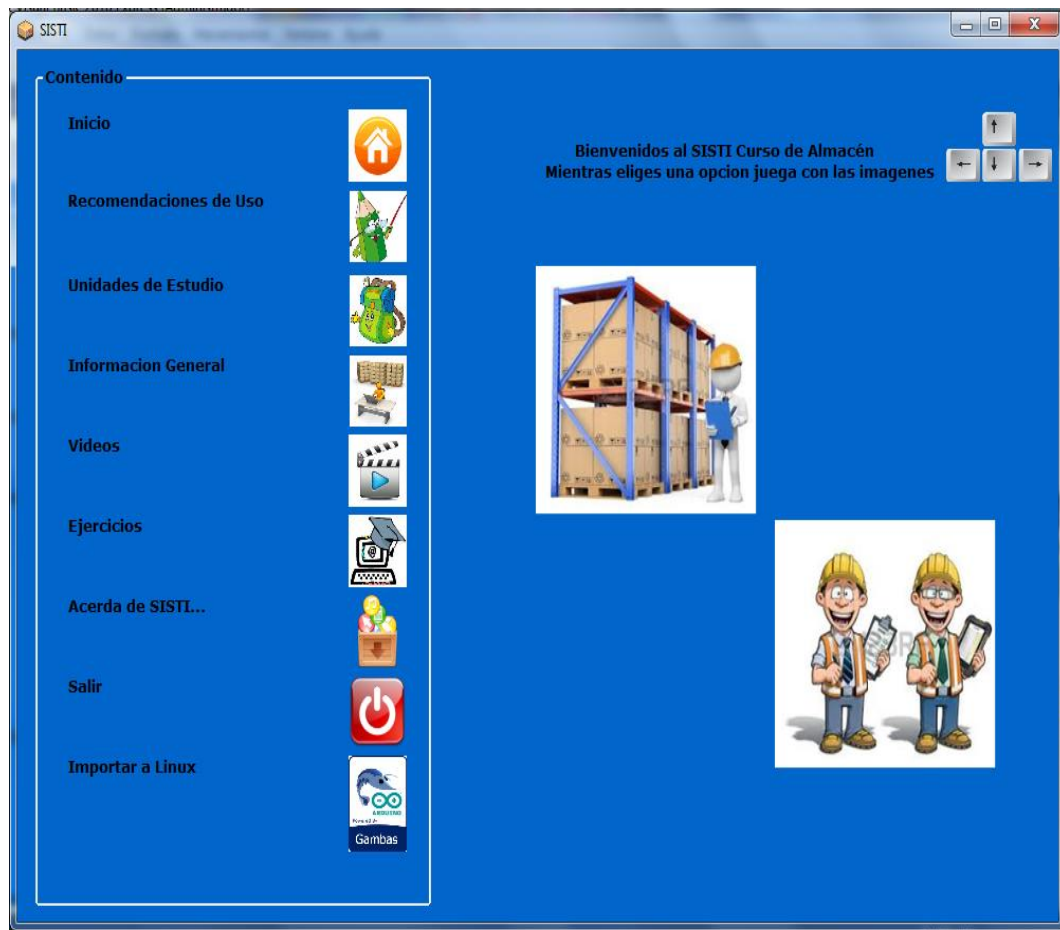 SISTI
Contenido
Inicio
Recomendaciones de Uso
Unidades de Estudio
Informacion General
Videos
Ejercicios
Acerda de SISTI...
Salir
Importar a Linux
ARDUINO
Gambas
Bienvenidos al SISTI Curso de Almacén
Mientras eliges una opcion juega con las imagenes
↑
← ↓ →